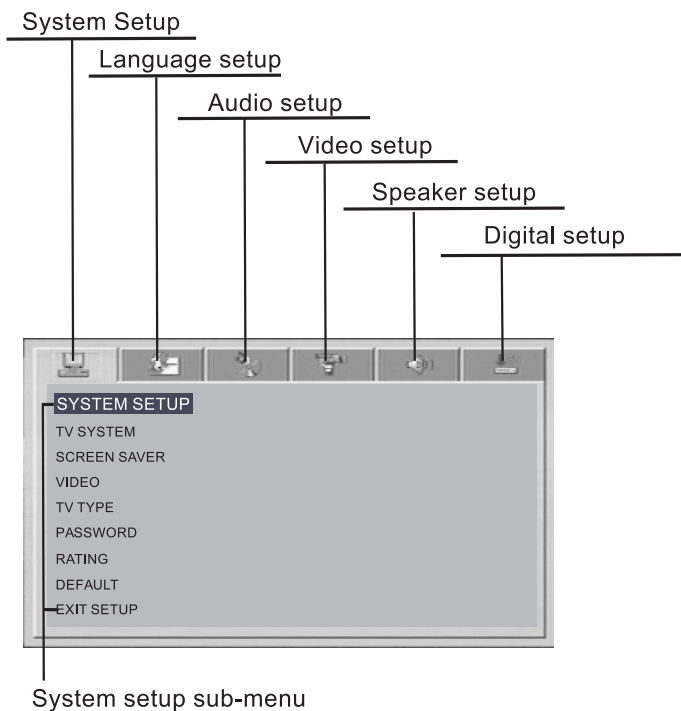 System Setup
Language setup
Audio setup
Video setup
Speaker setup
Digital setup
SYSTEM SETUP
TV SYSTEM
SCREEN SAVER
VIDEO
TV TYPE
PASSWORD
RATING
DEFAULT
EXIT SETUP
System setup sub-menu